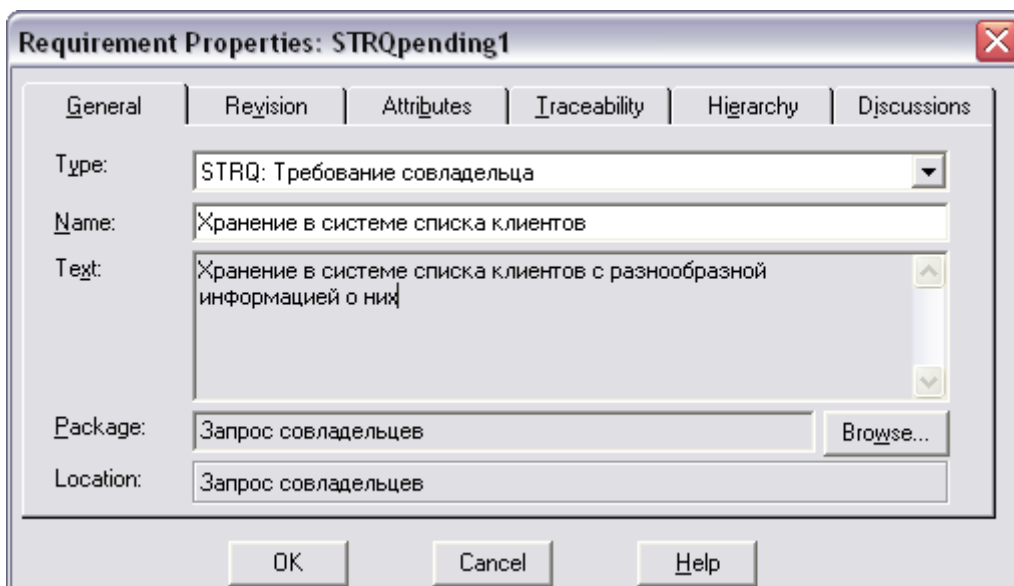 Requirement Properties: STRQpending1
General Revision Attributes Traceability Hierarchy Discussions
Type: STRQ: Требование совладельца
Name: Хранение в системе списка клиентов
Text: Хранение в системе списка клиентов с разнообразной
информацией о них
Package: Запрос совладельцев Browse...
Location: Запрос совладельцев
OK Cancel Help